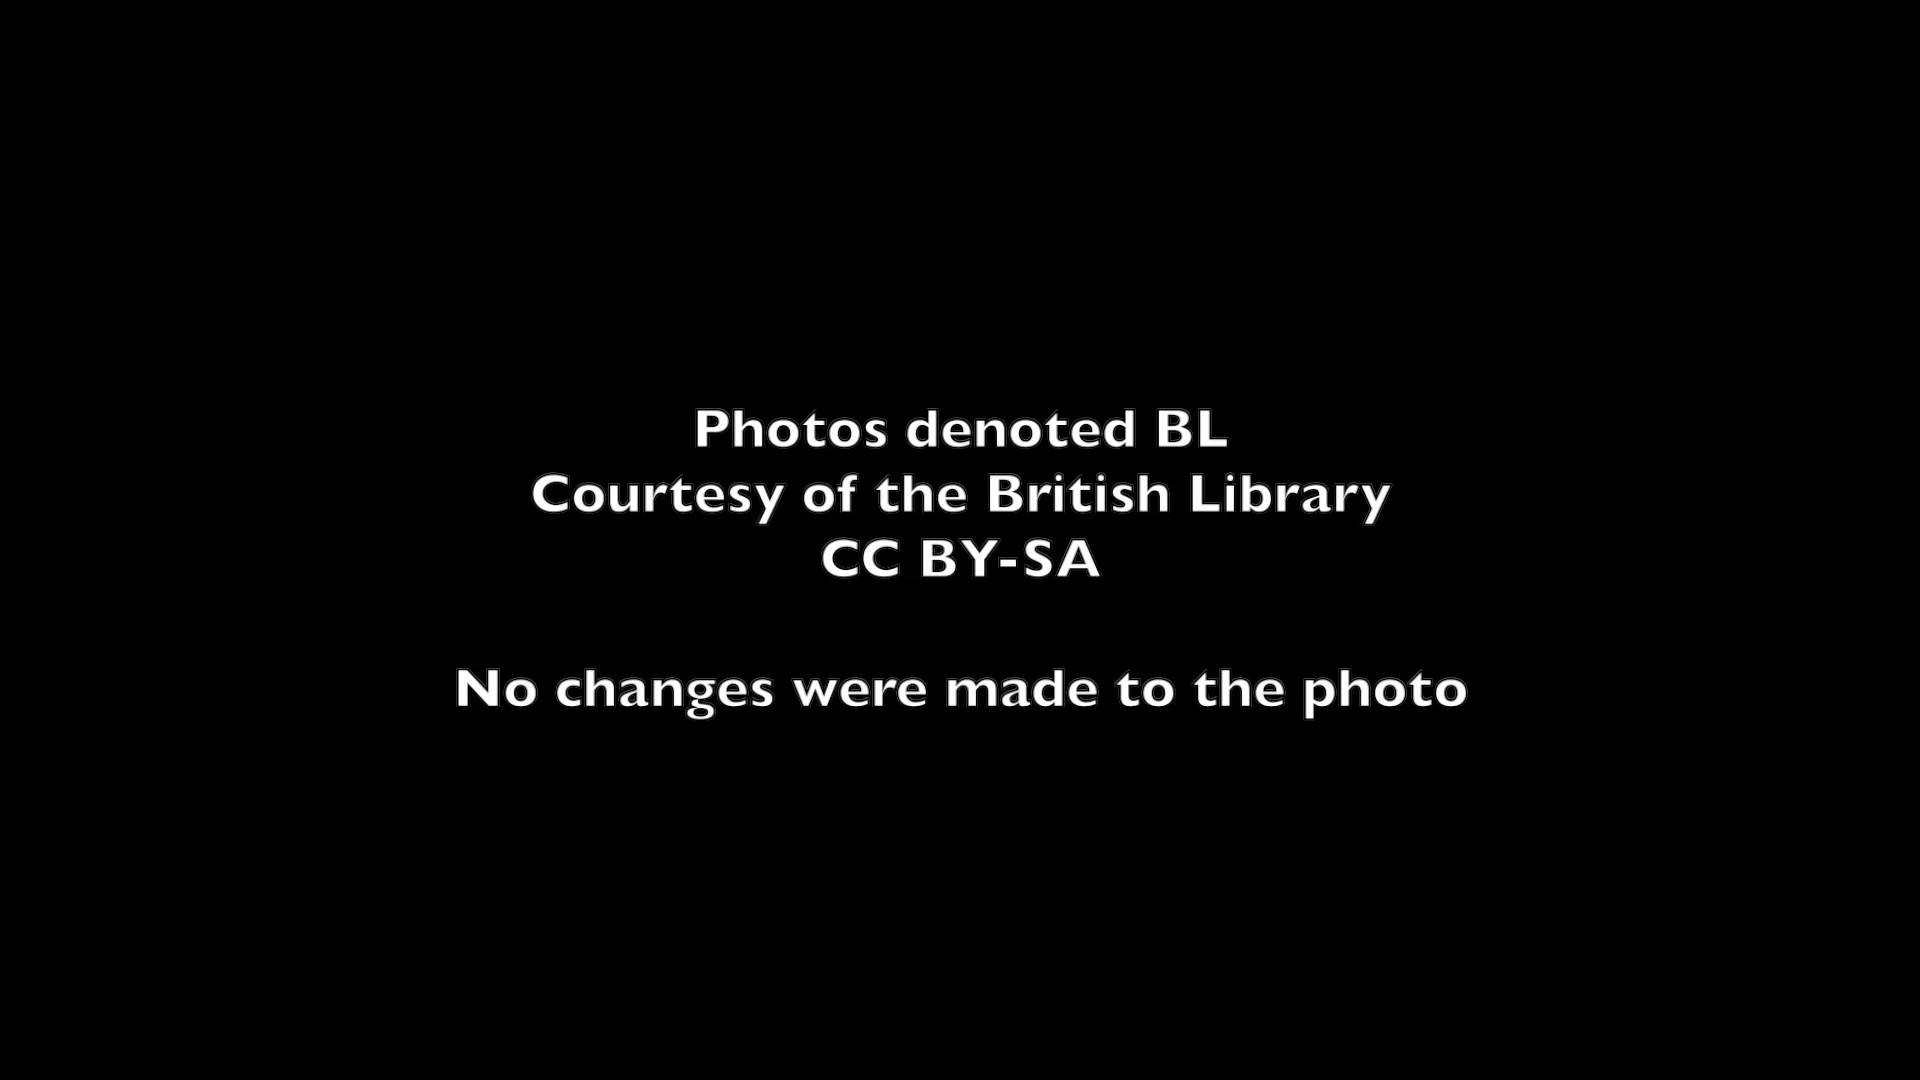 Photos denoted BL
Courtesy of the British Library
CC BY-SA
No changes were made to the photo